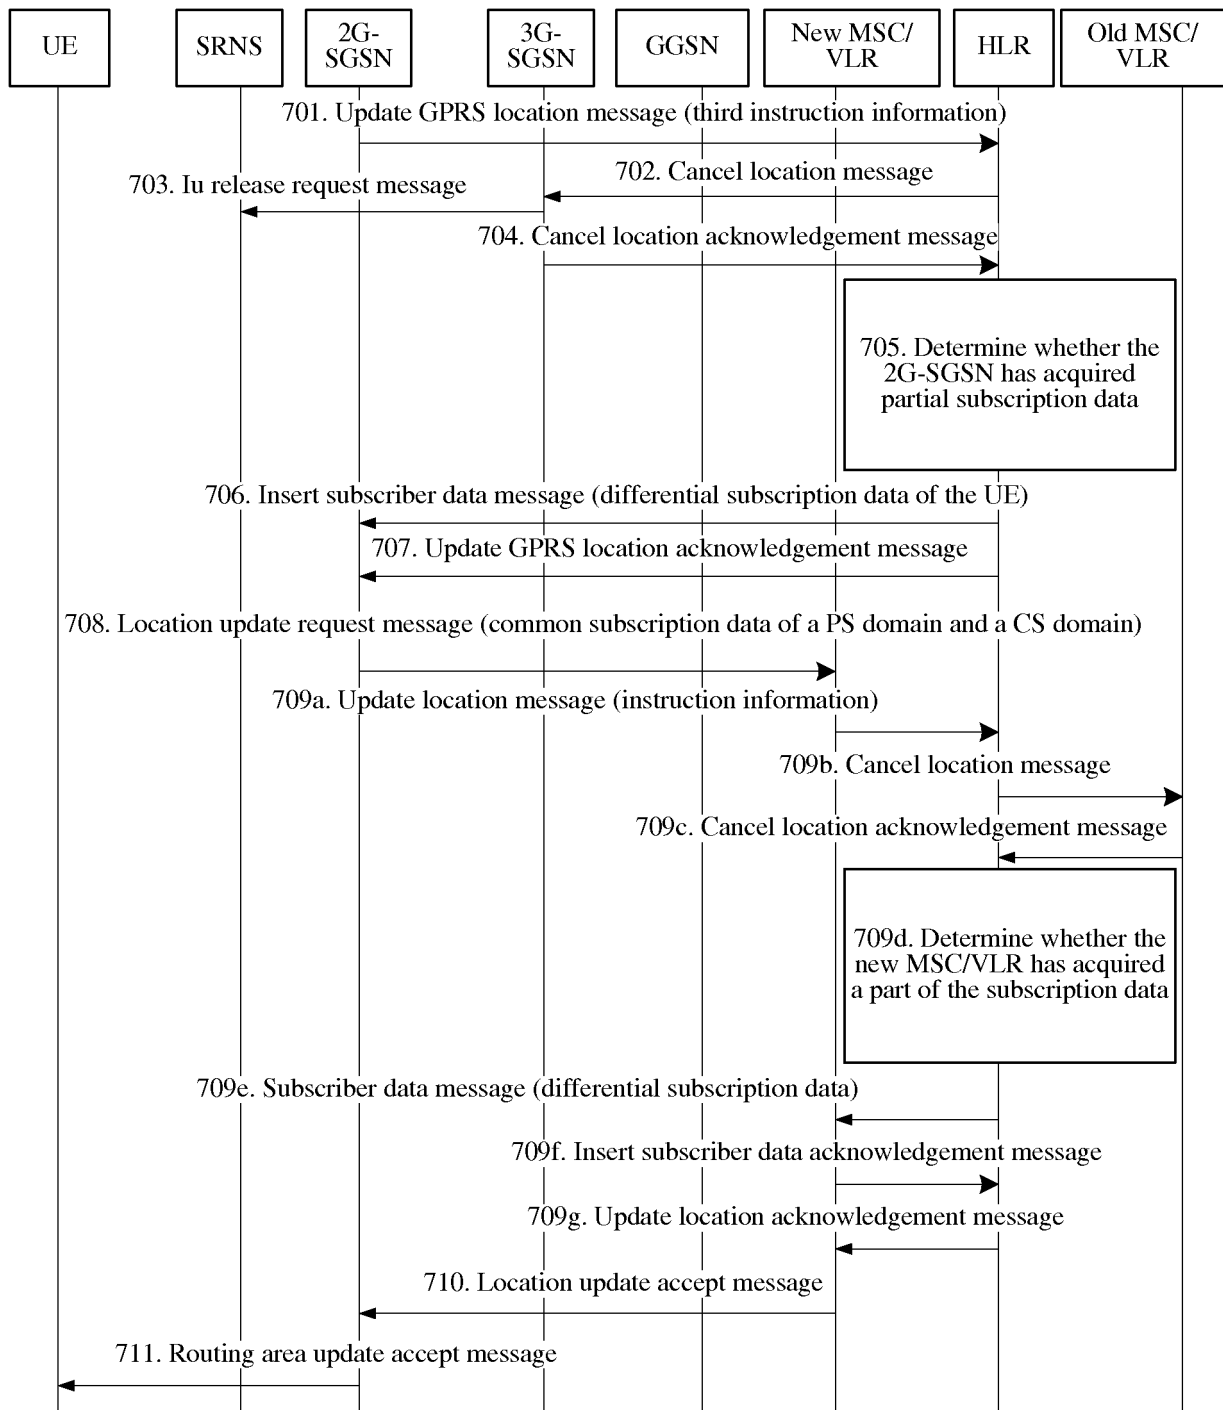 UE
SRNS
2G-
SGSN
3G-
SGSN
GGSN
New MSC/
VLR
HLR
Old MSC/
VLR
701. Update GPRS location message (third instruction information)
702. Cancel location message
703. Iu release request message
704. Cancel location acknowledgement message
705. Determine whether the
2G-SGSN has acquired
partial subscription data
706. Insert subscriber data message (differential subscription data of the UE)
707. Update GPRS location acknowledgement message
708. Location update request message (common subscription data of a PS domain and a CS domain)
709a. Update location message (instruction information)
709b. Cancel location message
709c. Cancel location acknowledgement message
709d. Determine whether the
new MSC/VLR has acquired
a part of the subscription data
709e. Subscriber data message (differential subscription data)
709f. Insert subscriber data acknowledgement message
709g. Update location acknowledgement message
710. Location update accept message
711. Routing area update accept message